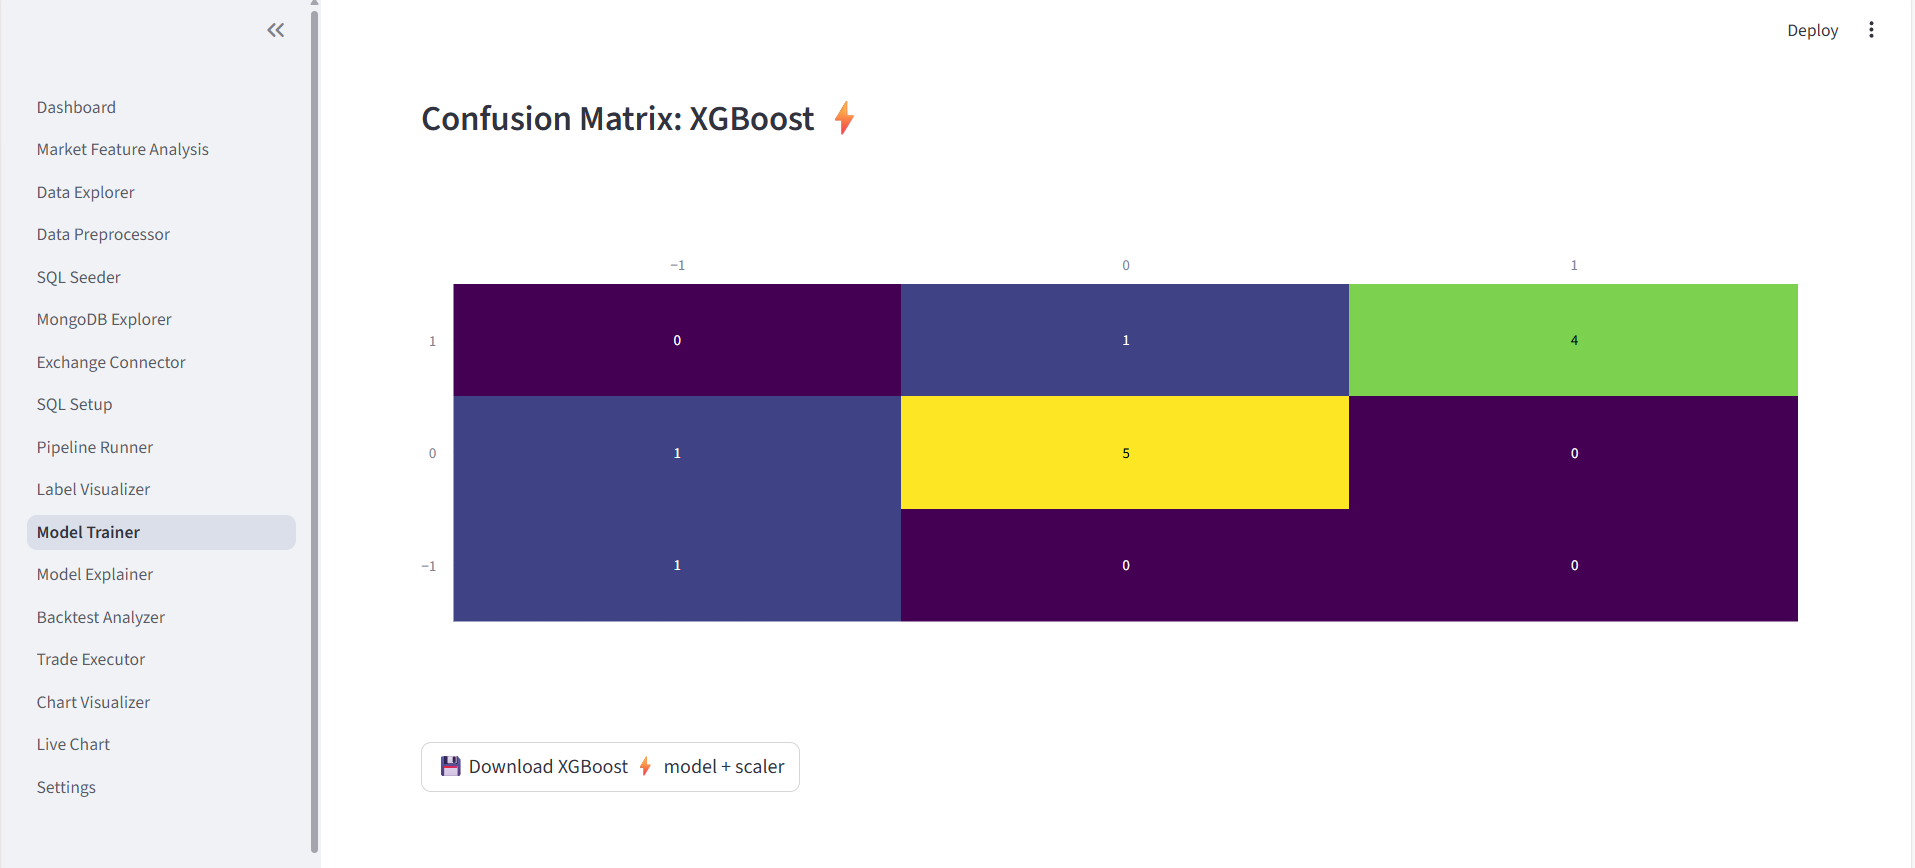 Deploy
Dashboard
Market Feature Analysis
Data Explorer
Data Preprocessor
SQL Seeder
MongoDB Explorer
Exchange Connector
SQL Setup
Pipeline Runner
Label Visualizer
Model Trainer
Model Explainer
Backtest Analyzer
Trade Executor
Chart Visualizer
Live Chart
Settings
Confusion Matrix: XGBoost ⚡
−1 0 1
1 0 1 4
0 1 5 0
−1 1 0 0
💾 Download XGBoost ⚡ model + scaler